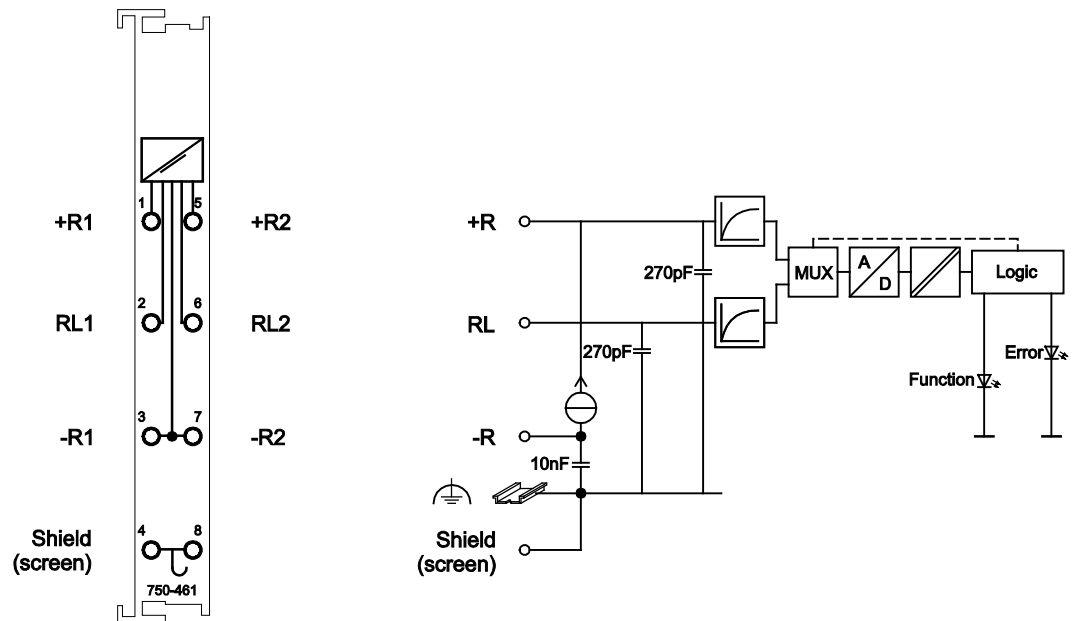 1
5
+R1
+R2
2
6
RL1
RL2
3
7
-R1
-R2
4
8
Shield
(screen)
750-461
+R
270pF
MUX
A
D
Logic
RL
270pF
Error
Function
-R
10nF
Shield
(screen)